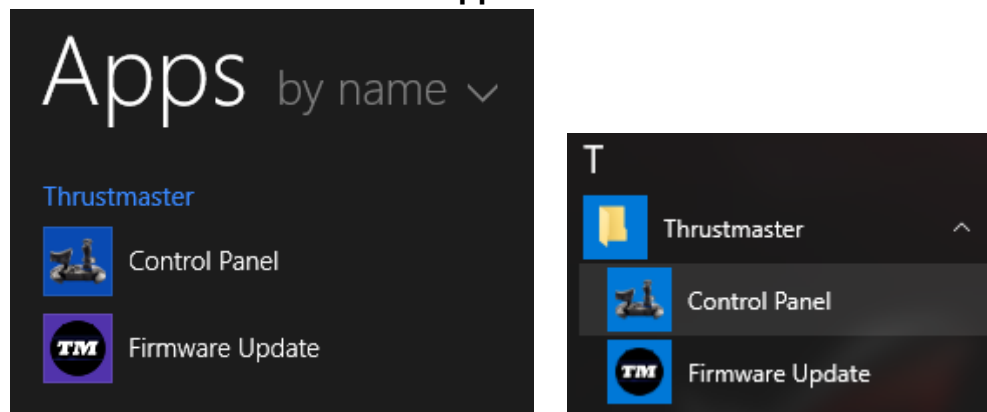 Apps by name
Thrustmaster
Control Panel
TM Firmware Update
T
Thrustmaster
Control Panel
TM Firmware Update